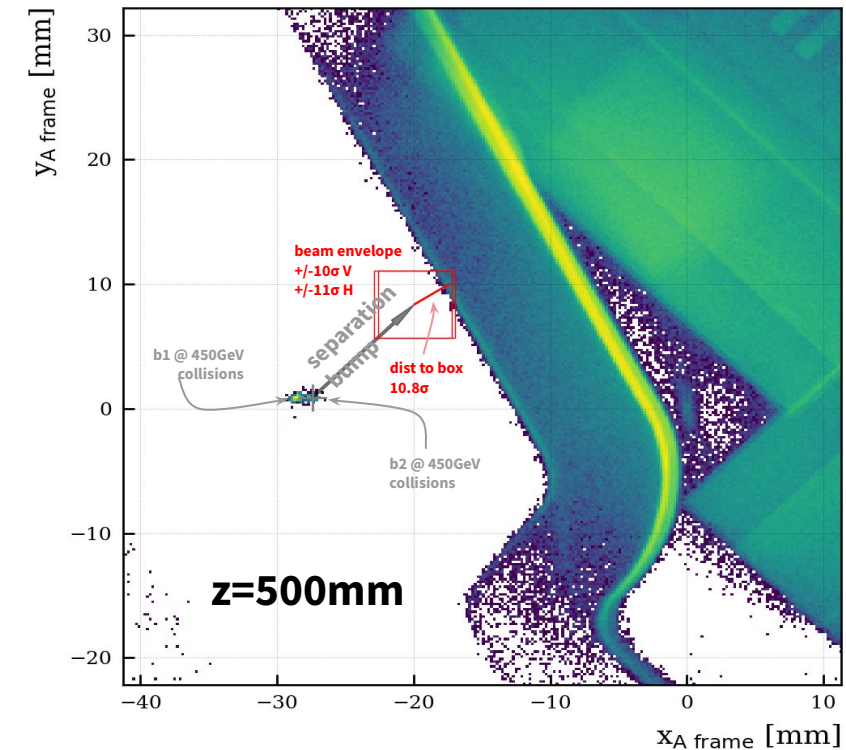 y_A frame [mm]
30
20
10
0
−10
−20
beam envelope
+/-10σ V
+/-11σ H
separation
bump
b1 @ 450GeV
collisions
dist to box
10.8σ
b2 @ 450GeV
collisions
z=500mm
−40
−30
−20
−10
0
10
x_A frame [mm]